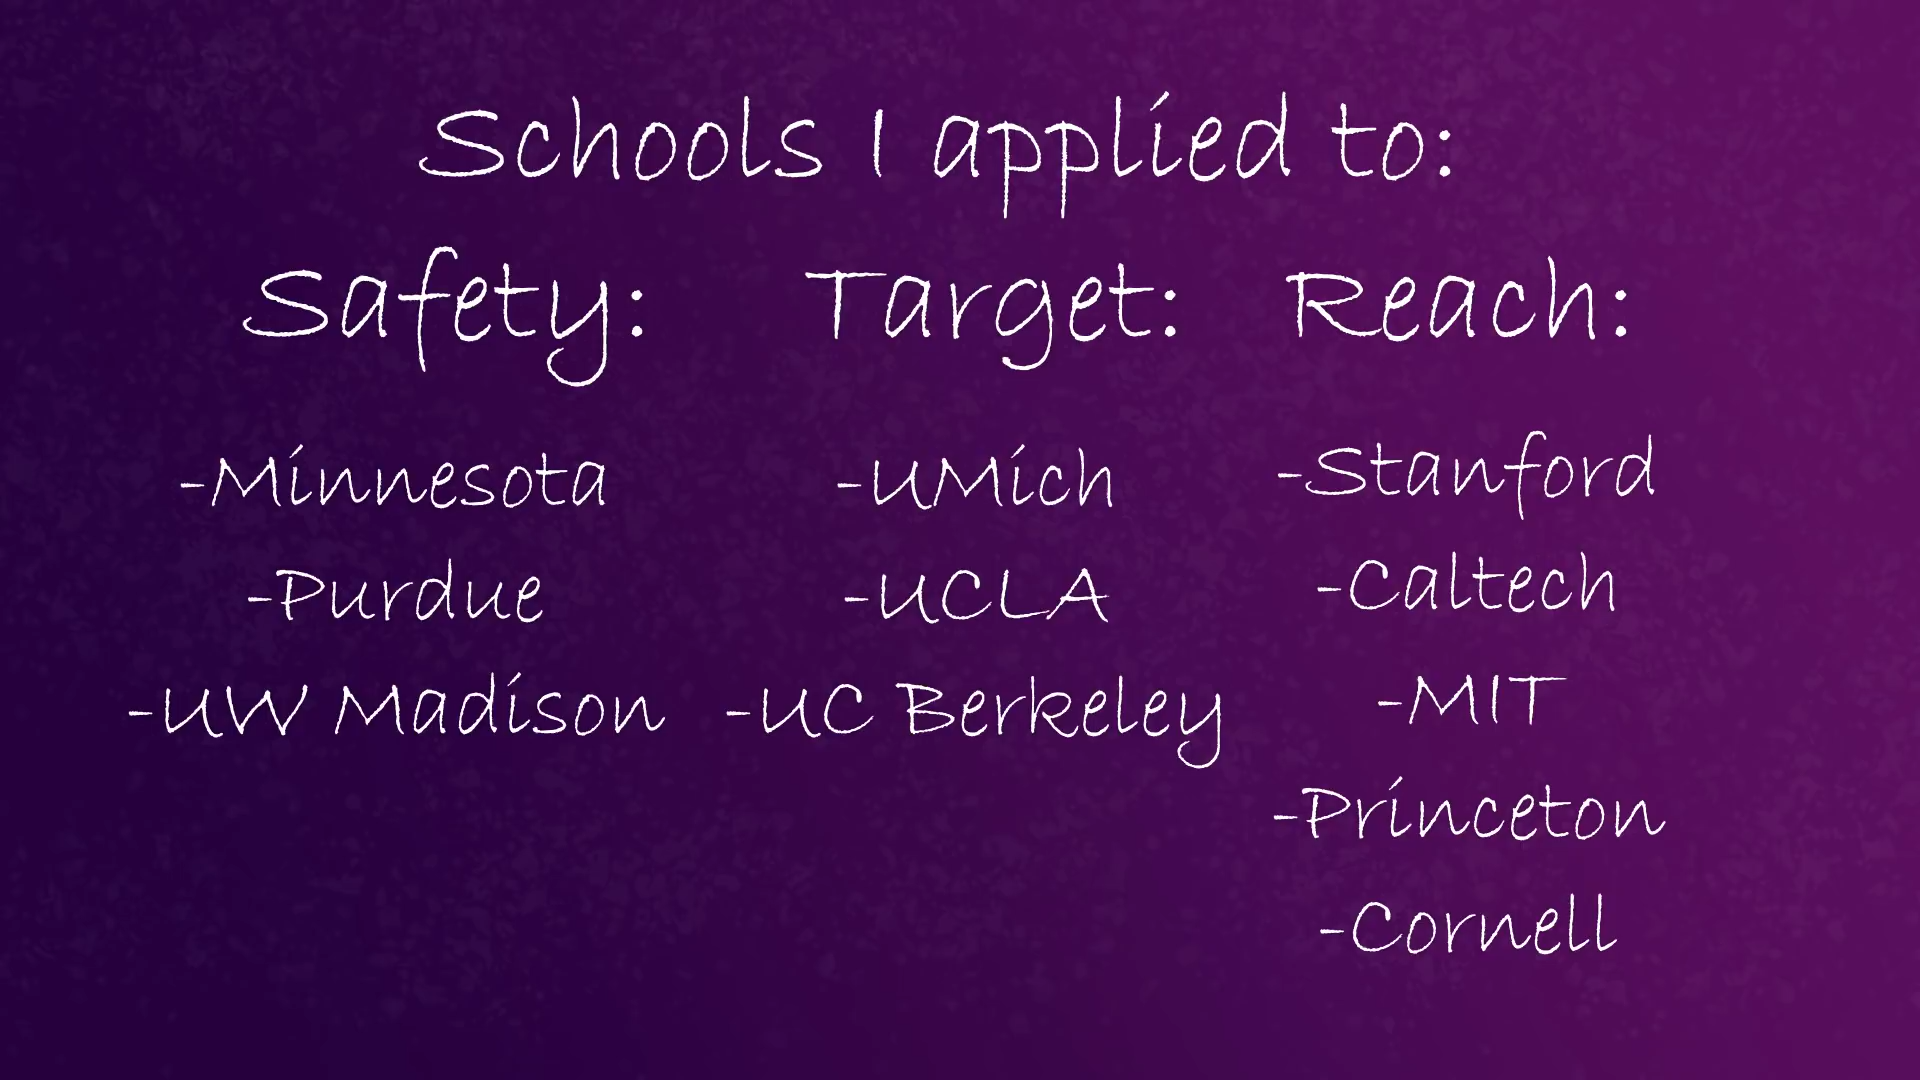 Schools I applied to:
Safety:
-Minnesota
-Purdue
-UW Madison
Target:
-UMich
-UCLA
-UC Berkeley
Reach:
-Stanford
-Caltech
-MIT
-Princeton
-Cornell